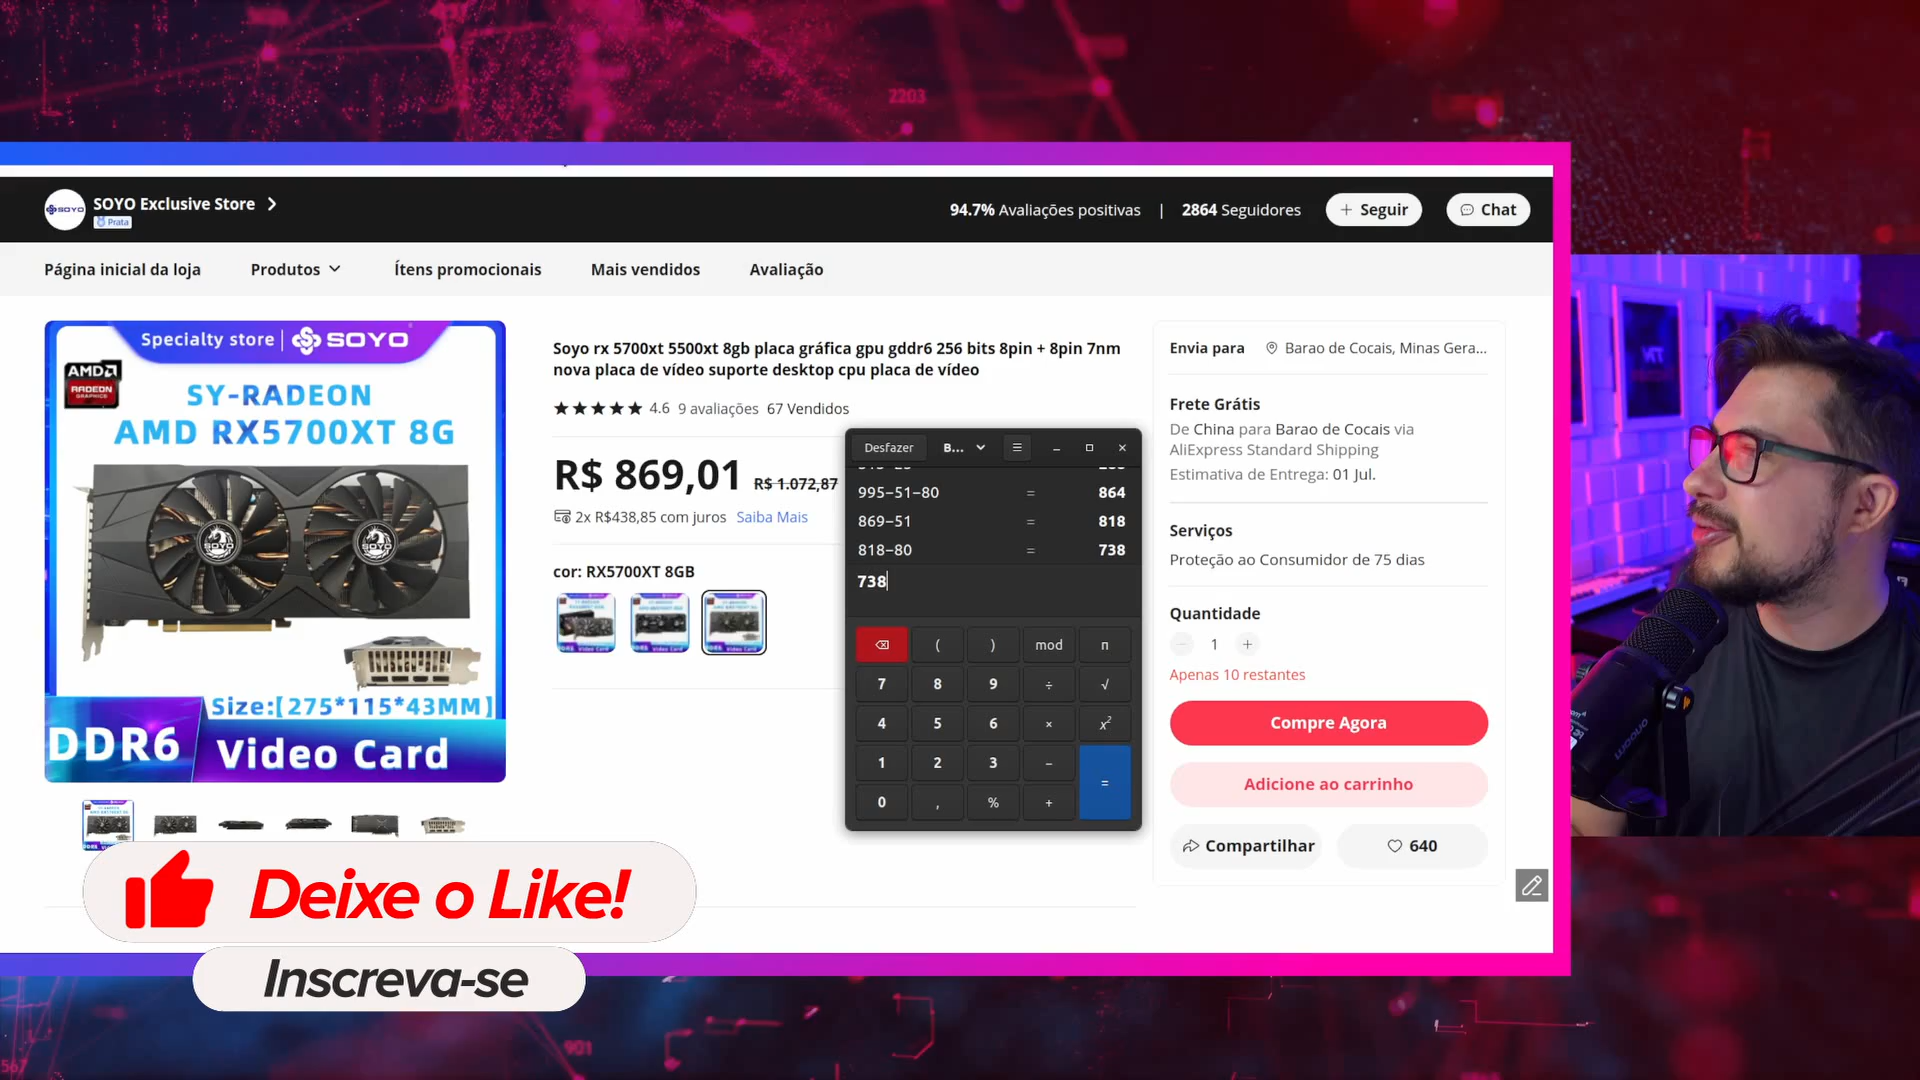 2203
SOYO
SOYO Exclusive Store
Prata
94.7% Avaliações positivas | 2864 Seguidores
+ Seguir
Chat
Página inicial da loja
Produtos
Ítens promocionais
Mais vendidos
Avaliação
Specialty store | SOYO
AMD
RADEON
GRAPHICS
SY-RADEON
AMD RX5700XT 8G
SOYO
SOYO
Size:【275*115*43MM】
DDR6
Video Card
Soyo rx 5700xt 5500xt 8gb placa gráfica gpu gddr6 256 bits 8pin + 8pin 7nm
nova placa de vídeo suporte desktop cpu placa de vídeo
4.6 9 avaliações 67 Vendidos
R$ 869,01 R$ 1.072,87
2x R$438,85 com juros Saiba Mais
cor: RX5700XT 8GB
Desfazer
B...
995−51−80 = 864
869−51 = 818
818−80 = 738
738
( ) mod π
7 8 9 ÷ √
4 5 6 × x²
1 2 3 − =
0 , % +
Envia para Barao de Cocais, Minas Gera...
Frete Grátis
De China para Barao de Cocais via
AliExpress Standard Shipping
Estimativa de Entrega: 01 Jul.
Serviços
Proteção ao Consumidor de 75 dias
Quantidade
− 1 +
Apenas 10 restantes
Compre Agora
Adicione ao carrinho
Compartilhar
640
Deixe o Like!
Inscreva-se
901
567